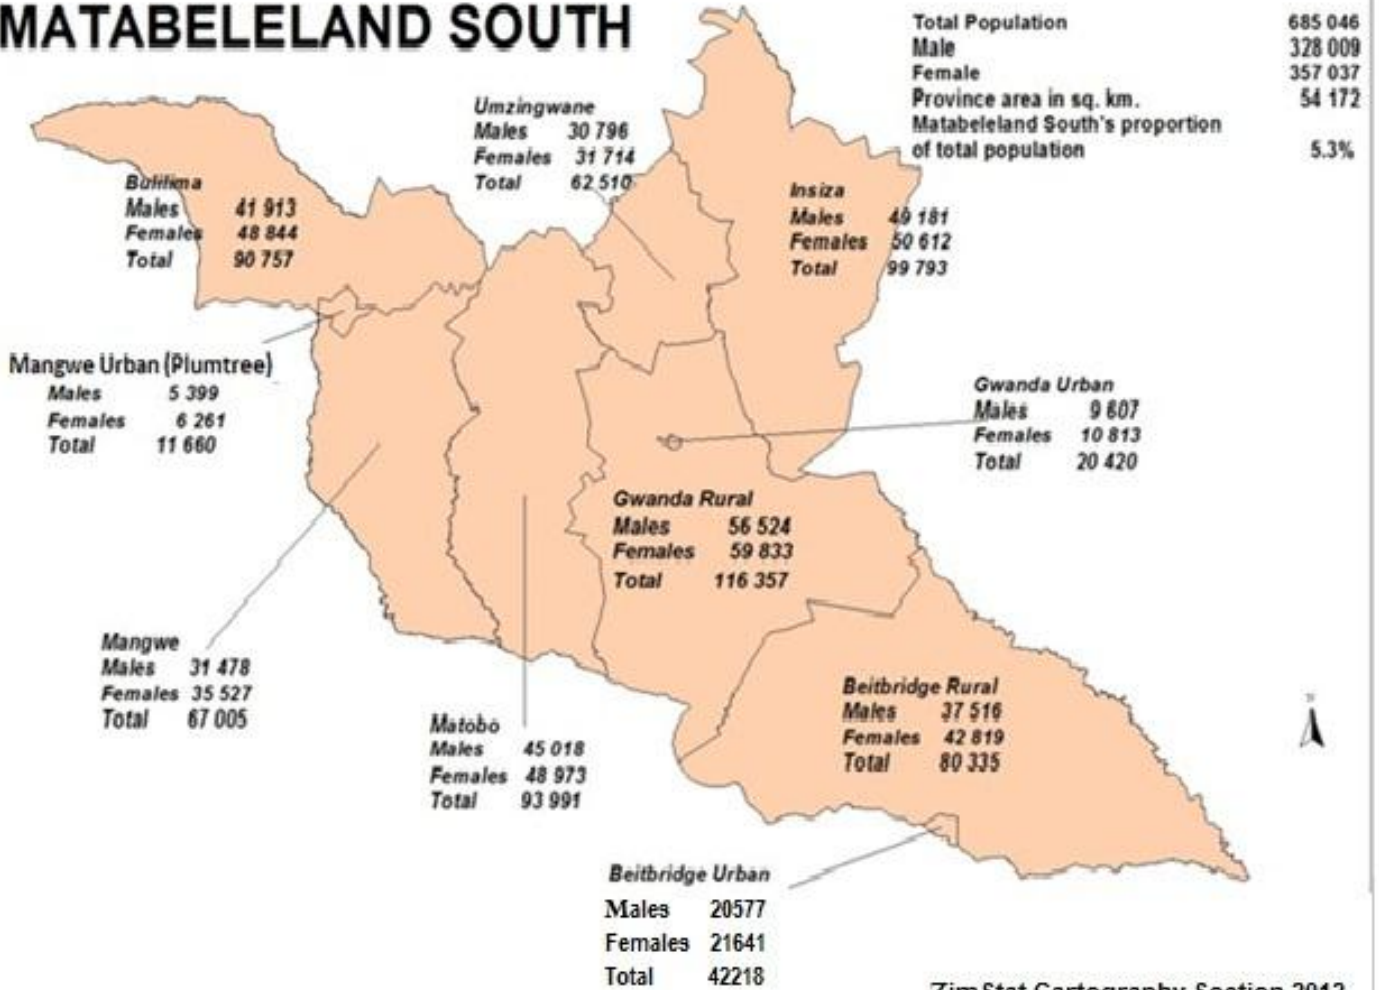 MATABELELAND SOUTH
Total Population 685 046
Male 328 009
Female 357 037
Province area in sq. km. 54 172
Matabeleland South's proportion
of total population 5.3%
Umzingwane
Males 30 796
Females 31 714
Total 62 510
Bulilima
Males 41 913
Females 48 844
Total 90 757
Insiza
Males 49 181
Females 50 612
Total 99 793
Mangwe Urban (Plumtree)
Males 5 399
Females 6 261
Total 11 660
Gwanda Urban
Males 9 607
Females 10 813
Total 20 420
Gwanda Rural
Males 56 524
Females 59 833
Total 116 357
Mangwe
Males 31 478
Females 35 527
Total 67 005
Matobo
Males 45 018
Females 48 973
Total 93 991
Beitbridge Rural
Males 37 516
Females 42 819
Total 80 335
Beitbridge Urban
Males 20577
Females 21641
Total 42218
ZimStat Cartography Section 2012